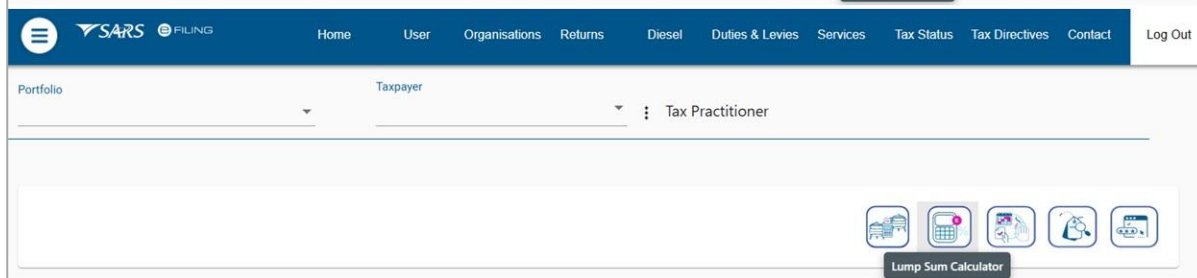 SARS eFILING Home User Organisations Returns Diesel Duties & Levies Services Tax Status Tax Directives Contact Log Out
Portfolio Taxpayer
Tax Practitioner
Lump Sum Calculator